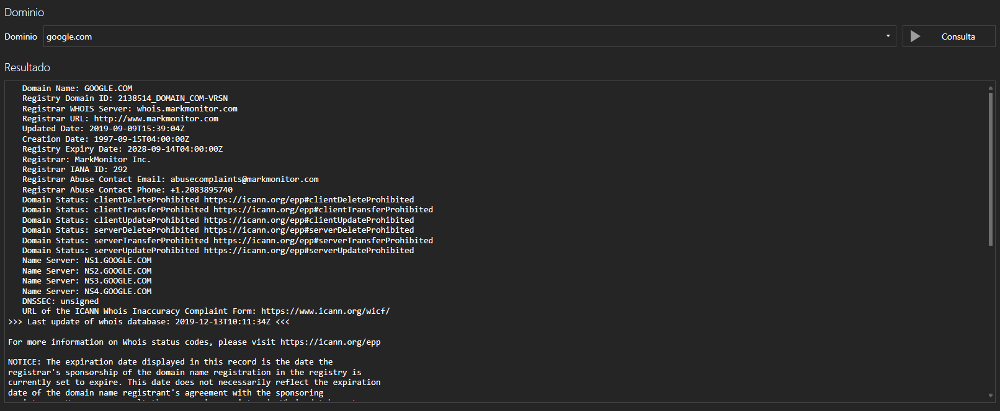 Dominio
Dominio google.com Consulta
Resultado
Domain Name: GOOGLE.COM
Registry Domain ID: 2138514_DOMAIN_COM-VRSN
Registrar WHOIS Server: whois.markmonitor.com
Registrar URL: http://www.markmonitor.com
Updated Date: 2019-09-09T15:39:04Z
Creation Date: 1997-09-15T04:00:00Z
Registry Expiry Date: 2028-09-14T04:00:00Z
Registrar: MarkMonitor Inc.
Registrar IANA ID: 292
Registrar Abuse Contact Email: abusecomplaints@markmonitor.com
Registrar Abuse Contact Phone: +1.2083895740
Domain Status: clientDeleteProhibited https://icann.org/epp#clientDeleteProhibited
Domain Status: clientTransferProhibited https://icann.org/epp#clientTransferProhibited
Domain Status: clientUpdateProhibited https://icann.org/epp#clientUpdateProhibited
Domain Status: serverDeleteProhibited https://icann.org/epp#serverDeleteProhibited
Domain Status: serverTransferProhibited https://icann.org/epp#serverTransferProhibited
Domain Status: serverUpdateProhibited https://icann.org/epp#serverUpdateProhibited
Name Server: NS1.GOOGLE.COM
Name Server: NS2.GOOGLE.COM
Name Server: NS3.GOOGLE.COM
Name Server: NS4.GOOGLE.COM
DNSSEC: unsigned
URL of the ICANN Whois Inaccuracy Complaint Form: https://www.icann.org/wicf/
>>> Last update of whois database: 2019-12-13T10:11:34Z <<<
For more information on Whois status codes, please visit https://icann.org/epp
NOTICE: The expiration date displayed in this record is the date the
registrar's sponsorship of the domain name registration in the registry is
currently set to expire. This date does not necessarily reflect the expiration
date of the domain name registrant's agreement with the sponsoring